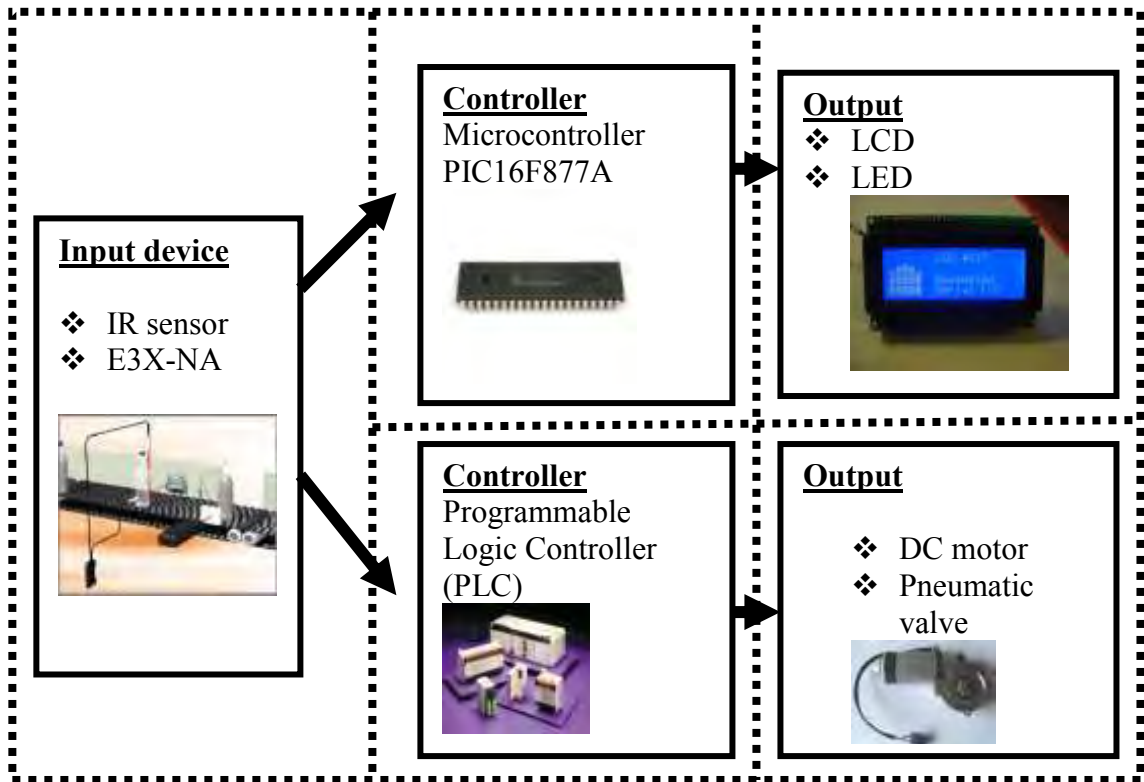 Input device
❖ IR sensor
❖ E3X-NA
Controller
Microcontroller
PIC16F877A
Output
❖ LCD
❖ LED
Controller
Programmable
Logic Controller
(PLC)
Output
❖ DC motor
❖ Pneumatic
valve